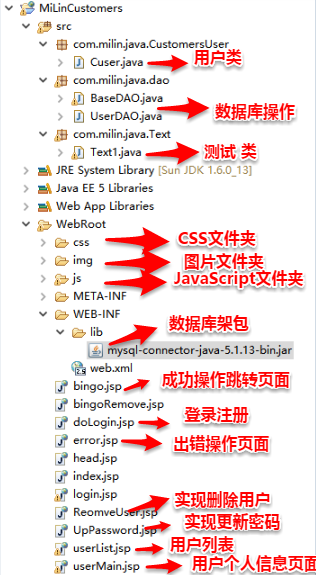 MiLinCustomers
src
com.milin.java.CustomersUser
Cuser.java 用户类
com.milin.java.dao
BaseDAO.java
UserDAO.java 数据库操作
com.milin.java.Text
Text1.java 测试 类
JRE System Library [Sun JDK 1.6.0_13]
Java EE 5 Libraries
Web App Libraries
WebRoot
css CSS文件夹
img 图片文件夹
js JavaScript文件夹
META-INF
WEB-INF
lib 数据库架包
mysql-connector-java-5.1.13-bin.jar
web.xml
bingo.jsp 成功操作跳转页面
bingoRemove.jsp
doLogin.jsp 登录注册
error.jsp 出错操作页面
head.jsp
index.jsp
login.jsp
ReomveUser.jsp 实现删除用户
UpPassword.jsp 实现更新密码
userList.jsp 用户列表
userMain.jsp 用户个人信息页面